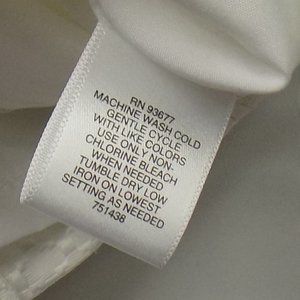 RN 93677
MACHINE WASH COLD
GENTLE CYCLE
WITH LIKE COLORS
USE ONLY NON-
CHLORINE BLEACH
WHEN NEEDED
TUMBLE DRY LOW
IRON ON LOWEST
SETTING AS NEEDED
751438